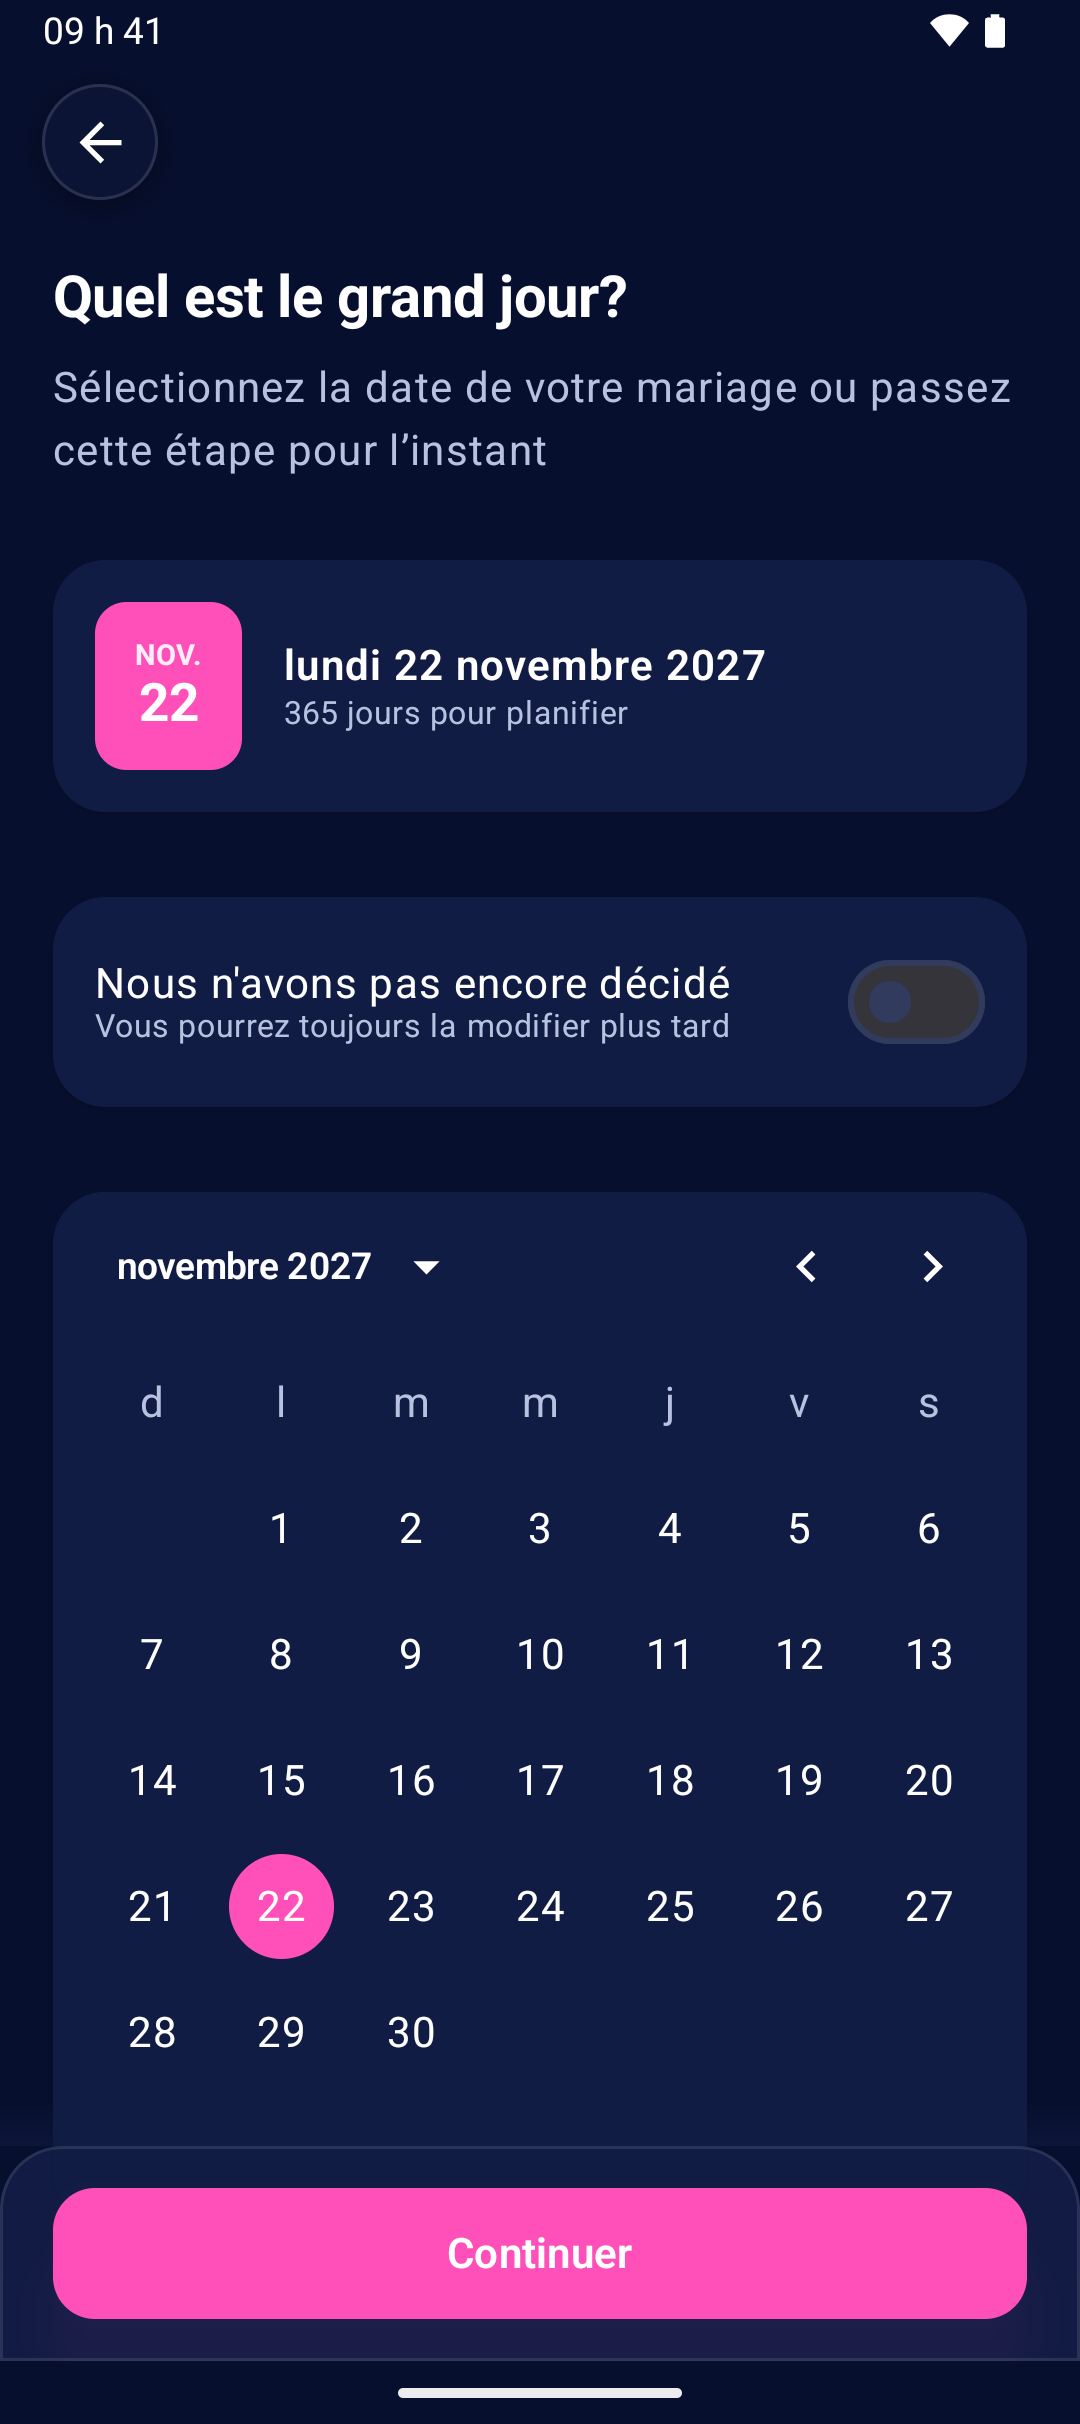 09 h 41
Quel est le grand jour?
Sélectionnez la date de votre mariage ou passez
cette étape pour l’instant
NOV.
22
lundi 22 novembre 2027
365 jours pour planifier
Nous n'avons pas encore décidé
Vous pourrez toujours la modifier plus tard
novembre 2027
d l m m j v s
1 2 3 4 5 6
7 8 9 10 11 12 13
14 15 16 17 18 19 20
21 22 23 24 25 26 27
28 29 30
Continuer